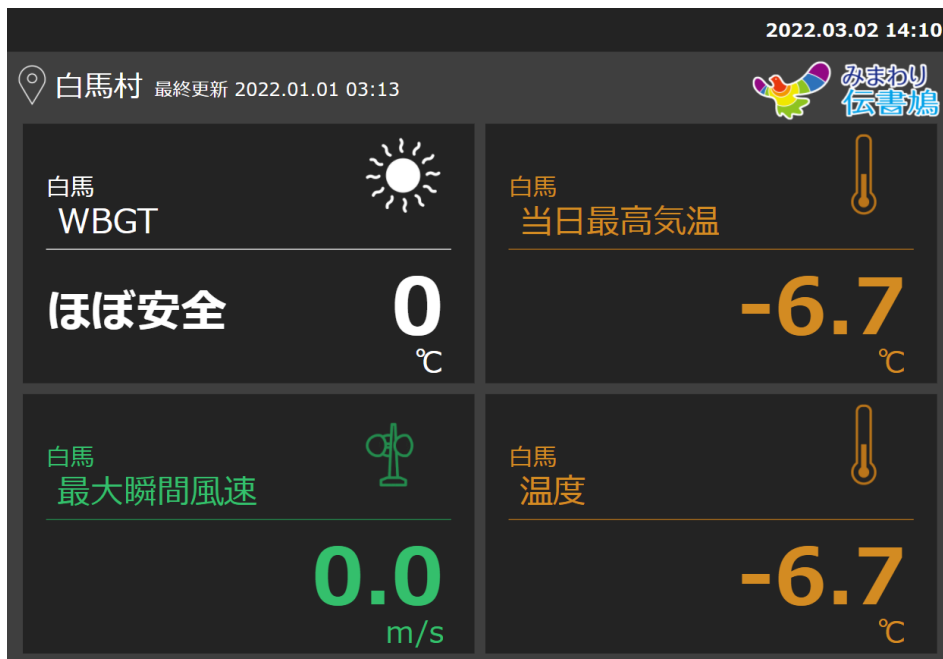 2022.03.02 14:10
白馬村 最終更新 2022.01.01 03:13
みまわり
伝書鳩
白馬
WBGT
ほぼ安全
0
℃
白馬
当日最高気温
-6.7
℃
白馬
最大瞬間風速
0.0
m/s
白馬
温度
-6.7
℃